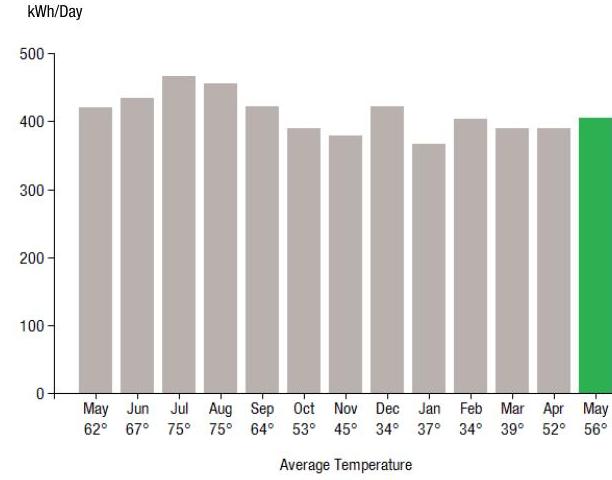 kWh/Day
500
400
300
200
100
0
May Jun Jul Aug Sep Oct Nov Dec Jan Feb Mar Apr May
62° 67° 75° 75° 64° 53° 45° 34° 37° 34° 39° 52° 56°
Average Temperature